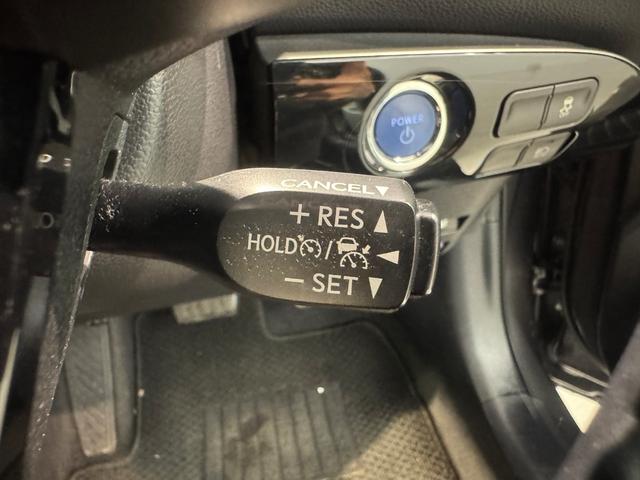 POWER
CANCEL▼
+ RES ▲
HOLD / ◀
− SET ▼